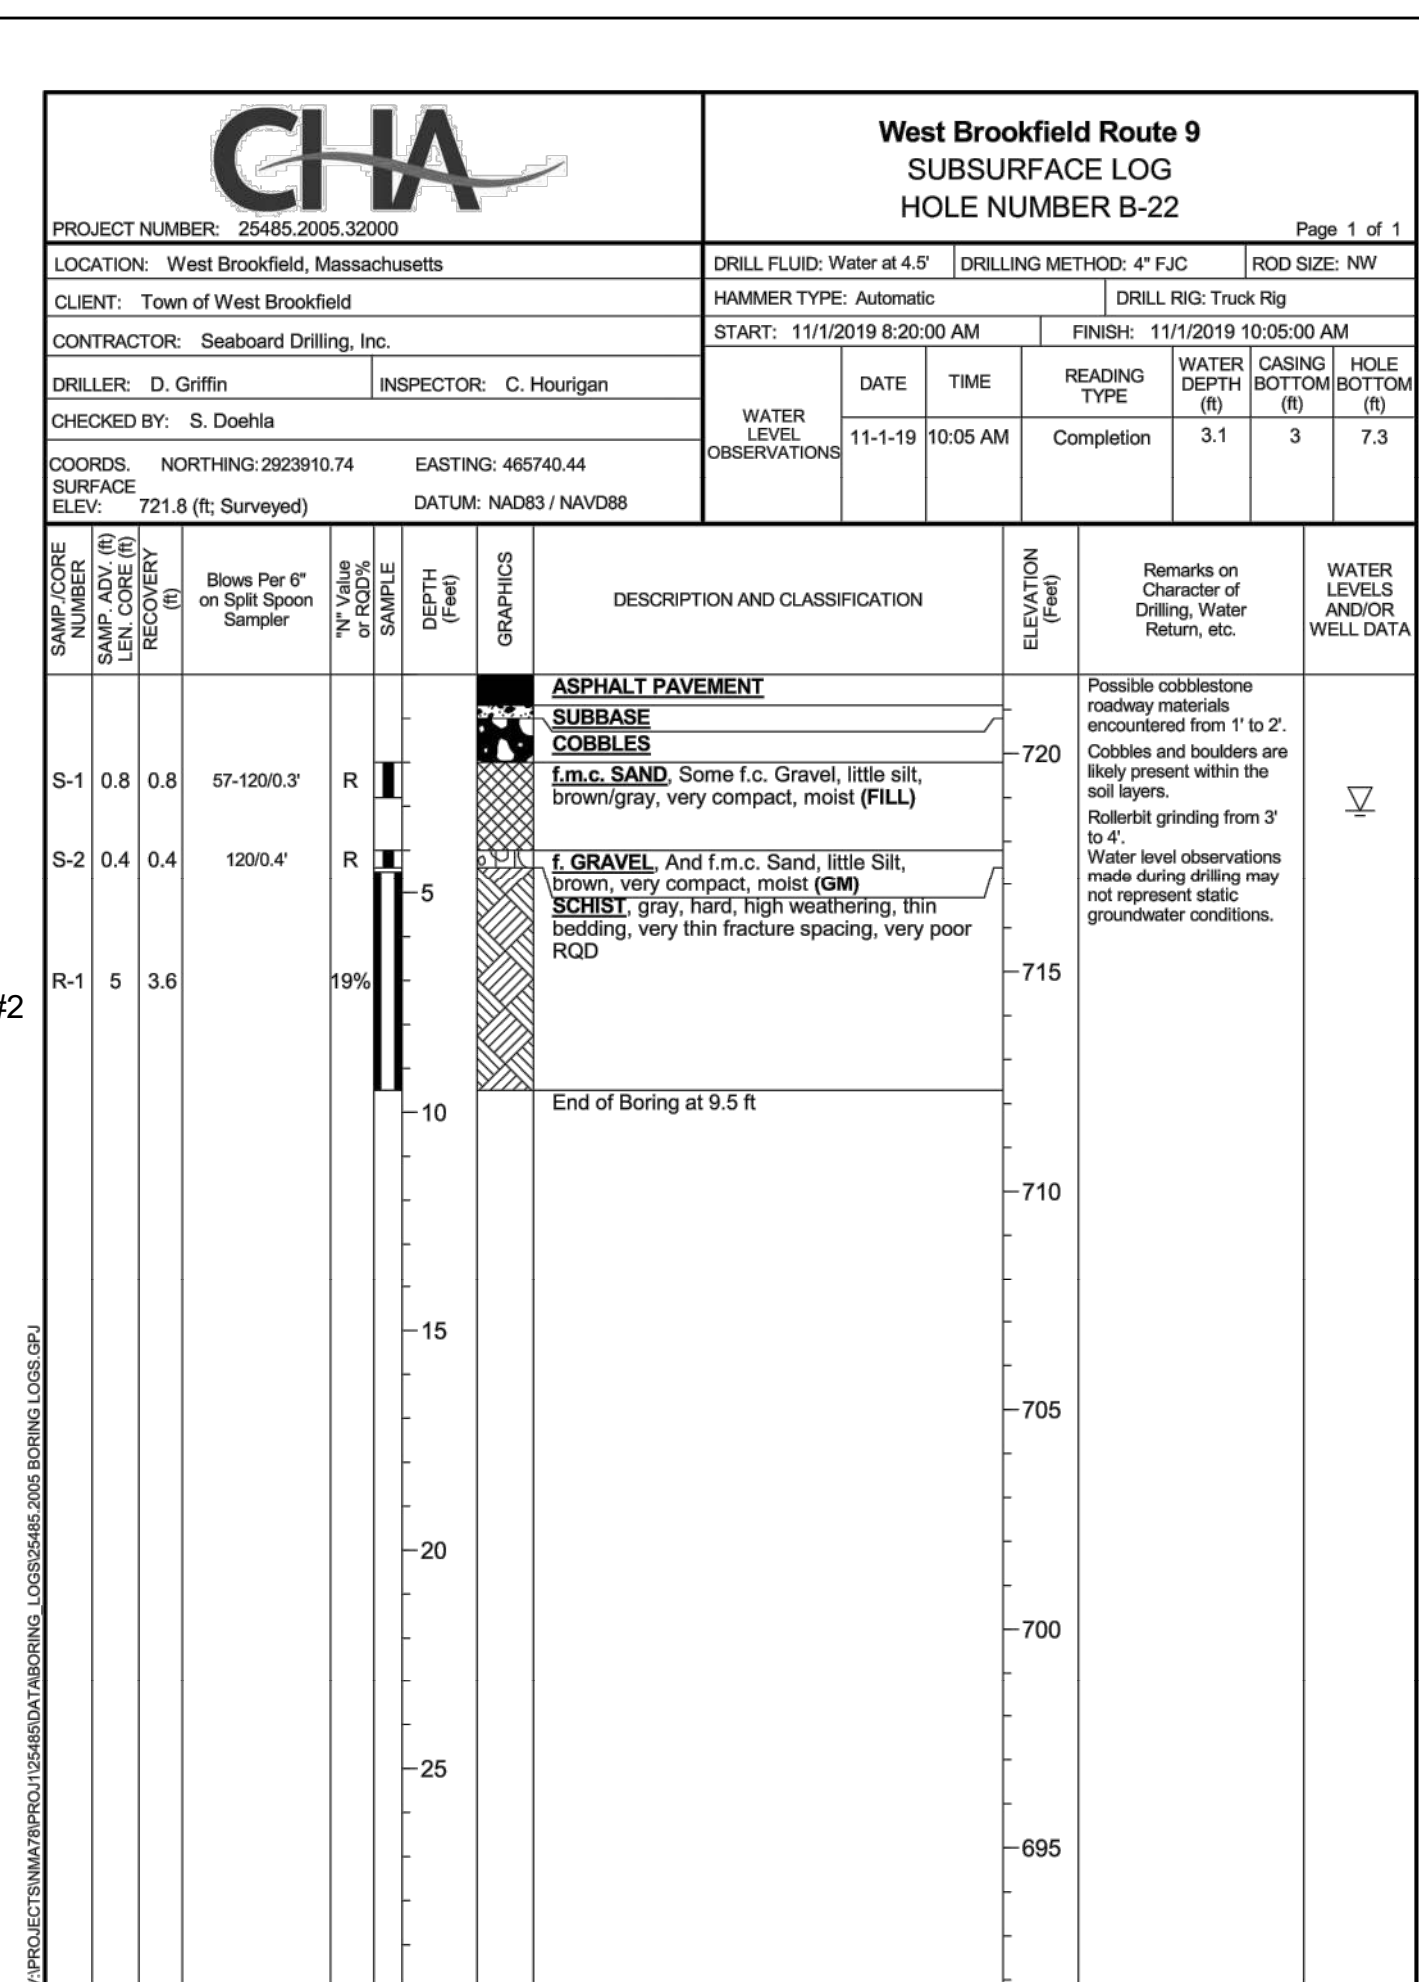 CHA
PROJECT NUMBER: 25485.2005.32000
West Brookfield Route 9
SUBSURFACE LOG
HOLE NUMBER B-22
Page 1 of 1
LOCATION: West Brookfield, Massachusetts
CLIENT: Town of West Brookfield
CONTRACTOR: Seaboard Drilling, Inc.
DRILLER: D. Griffin
INSPECTOR: C. Hourigan
CHECKED BY: S. Doehla
COORDS. NORTHING: 2923910.74 EASTING: 465740.44
SURFACE
ELEV: 721.8 (ft; Surveyed) DATUM: NAD83 / NAVD88
DRILL FLUID: Water at 4.5' DRILLING METHOD: 4" FJC ROD SIZE: NW
HAMMER TYPE: Automatic DRILL RIG: Truck Rig
START: 11/1/2019 8:20:00 AM FINISH: 11/1/2019 10:05:00 AM
WATER
LEVEL
OBSERVATIONS
DATE
TIME
READING
TYPE
WATER
DEPTH
(ft)
CASING
BOTTOM
(ft)
HOLE
BOTTOM
(ft)
11-1-19 10:05 AM Completion 3.1 3 7.3
SAMP./CORE
NUMBER
SAMP. ADV. (ft)
LEN. CORE (ft)
RECOVERY
(ft)
Blows Per 6"
on Split Spoon
Sampler
"N" Value
or RQD%
SAMPLE
DEPTH
(Feet)
GRAPHICS
DESCRIPTION AND CLASSIFICATION
ELEVATION
(Feet)
Remarks on
Character of
Drilling, Water
Return, etc.
WATER
LEVELS
AND/OR
WELL DATA
S-1 0.8 0.8 57-120/0.3' R
S-2 0.4 0.4 120/0.4' R
R-1 5 3.6 19%
5
10
15
20
25
ASPHALT PAVEMENT
SUBBASE
COBBLES
f.m.c. SAND, Some f.c. Gravel, little silt,
brown/gray, very compact, moist (FILL)
f. GRAVEL, And f.m.c. Sand, little Silt,
brown, very compact, moist (GM)
SCHIST, gray, hard, high weathering, thin
bedding, very thin fracture spacing, very poor
RQD
End of Boring at 9.5 ft
720
715
710
705
700
695
Possible cobblestone
roadway materials
encountered from 1' to 2'.
Cobbles and boulders are
likely present within the
soil layers.
Rollerbit grinding from 3'
to 4'.
Water level observations
made during drilling may
not represent static
groundwater conditions.
#2
V:\PROJECTS\NMA78\PROJ1\25485\DATA\BORING_LOGS\25485.2005 BORING LOGS.GPJ